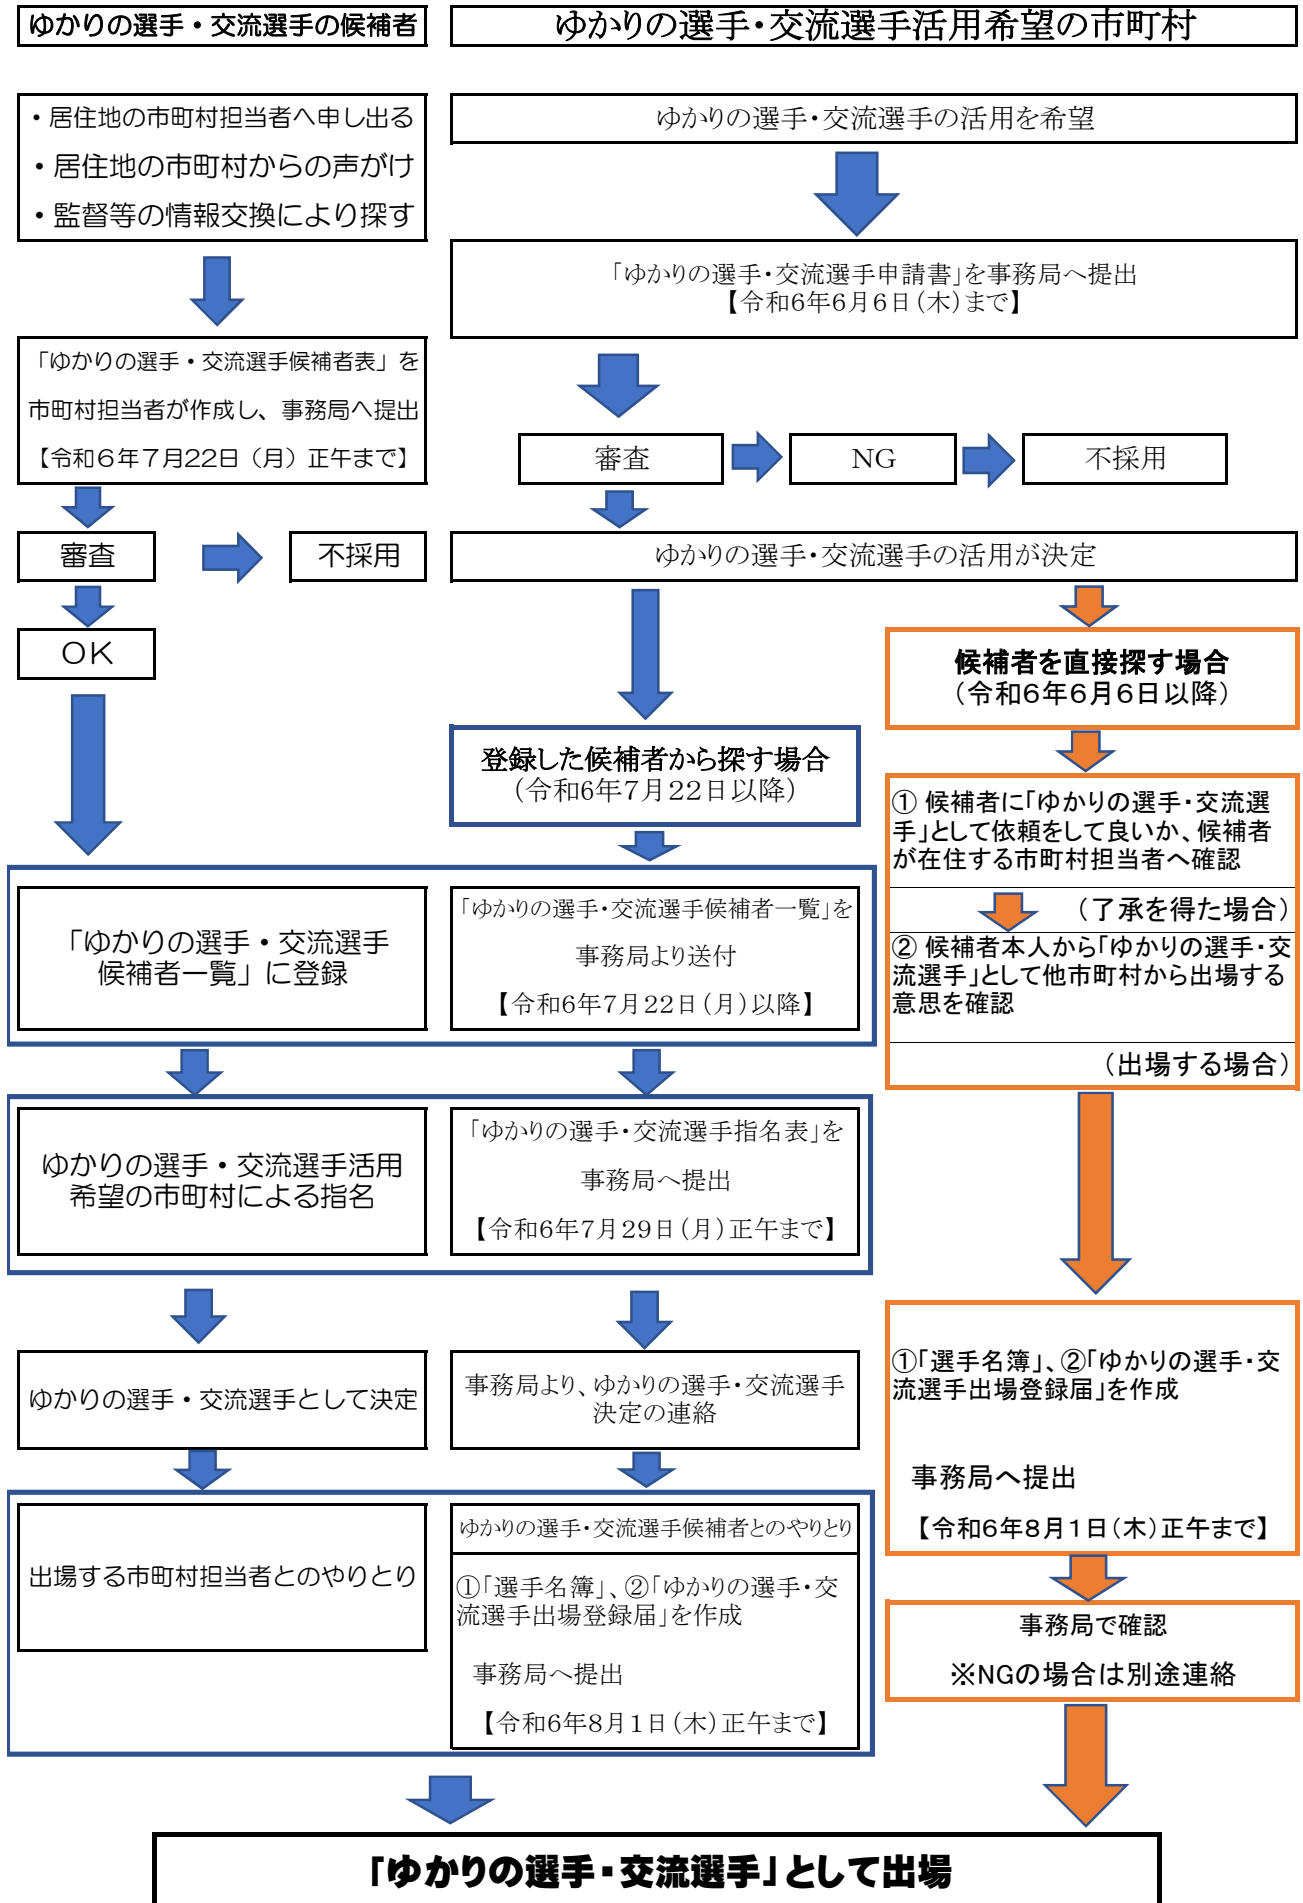 ゆかりの選手・交流選手の候補者
ゆかりの選手・交流選手活用希望の市町村
・居住地の市町村担当者へ申し出る
・居住地の市町村からの声がけ
・監督等の情報交換により探す
ゆかりの選手・交流選手の活用を希望
「ゆかりの選手・交流選手申請書」を事務局へ提出
【令和6年6月6日(木)まで】
「ゆかりの選手・交流選手候補者表」を
市町村担当者が作成し、事務局へ提出
【令和6年7月22日(月)正午まで】
審査
NG
不採用
審査
不採用
ゆかりの選手・交流選手の活用が決定
OK
候補者を直接探す場合
(令和6年6月6日以降)
登録した候補者から探す場合
(令和6年7月22日以降)
① 候補者に「ゆかりの選手・交流選
手」として依頼をして良いか、候補者
が在住する市町村担当者へ確認
(了承を得た場合)
② 候補者本人から「ゆかりの選手・交
流選手」として他市町村から出場する
意思を確認
(出場する場合)
「ゆかりの選手・交流選手
候補者一覧」に登録
「ゆかりの選手・交流選手候補者一覧」を
事務局より送付
【令和6年7月22日(月)以降】
ゆかりの選手・交流選手活用
希望の市町村による指名
「ゆかりの選手・交流選手指名表」を
事務局へ提出
【令和6年7月29日(月)正午まで】
ゆかりの選手・交流選手として決定
事務局より、ゆかりの選手・交流選手
決定の連絡
①「選手名簿」、②「ゆかりの選手・交
流選手出場登録届」を作成
事務局へ提出
【令和6年8月1日(木)正午まで】
出場する市町村担当者とのやりとり
ゆかりの選手・交流選手候補者とのやりとり
①「選手名簿」、②「ゆかりの選手・交
流選手出場登録届」を作成
事務局へ提出
【令和6年8月1日(木)正午まで】
事務局で確認
※NGの場合は別途連絡
「ゆかりの選手・交流選手」として出場